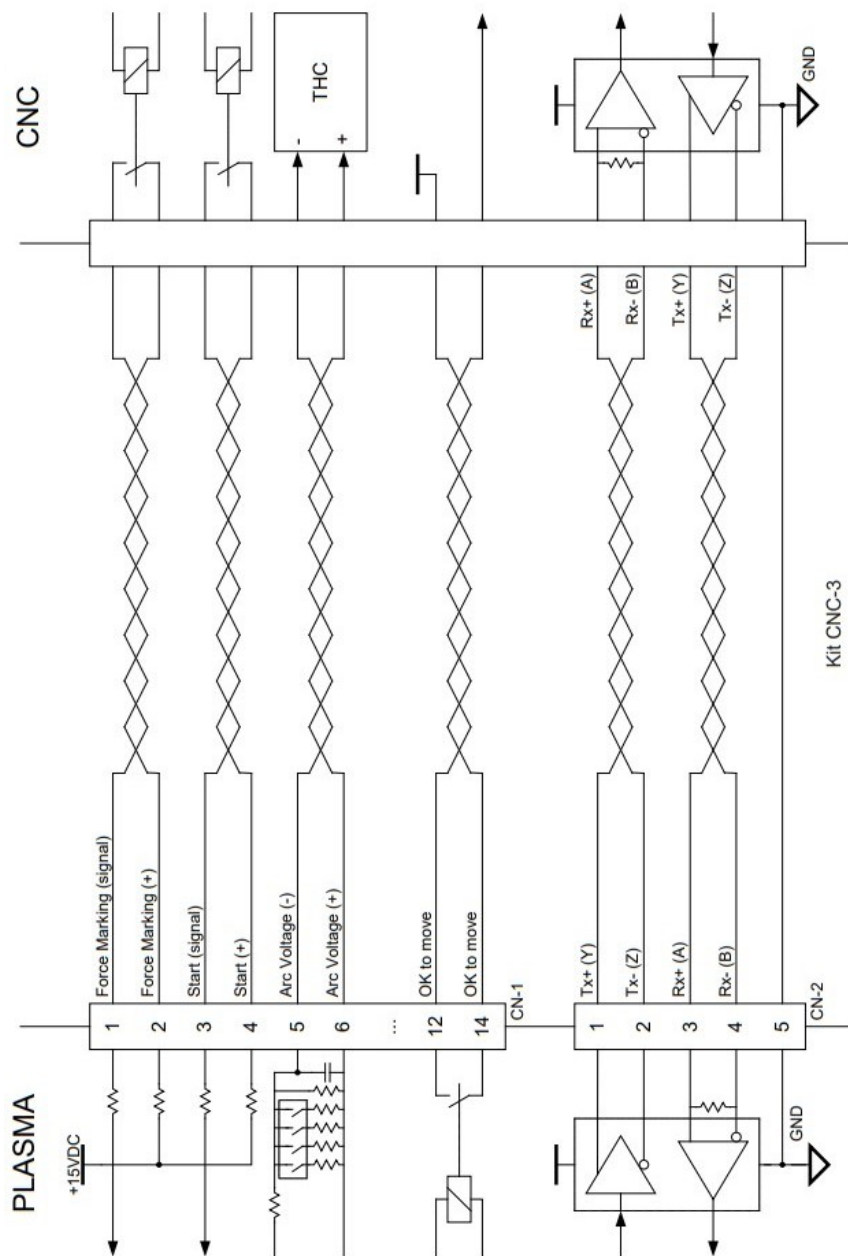 CNC
THC
-
+
GND
Rx+ (A)
Rx- (B)
Tx+ (Y)
Tx- (Z)
Kit CNC-3
Force Marking (signal)
Force Marking (+)
Start (signal)
Start (+)
Arc Voltage (-)
Arc Voltage (+)
OK to move
OK to move
Tx+ (Y)
Tx- (Z)
Rx+ (A)
Rx- (B)
1
2
3
4
5
6
...
12
14
CN-1
1
2
3
4
5
CN-2
PLASMA
+15VDC
GND